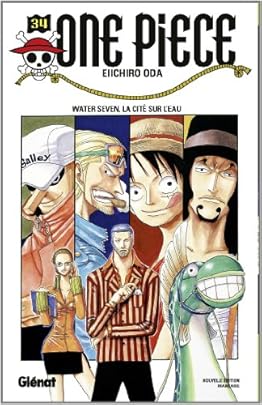 34
ONE PIECE
EIICHIRO ODA
WATER SEVEN, LA CITÉ SUR L'EAU
Galley
Glénat
NOUVELLE ÉDITION